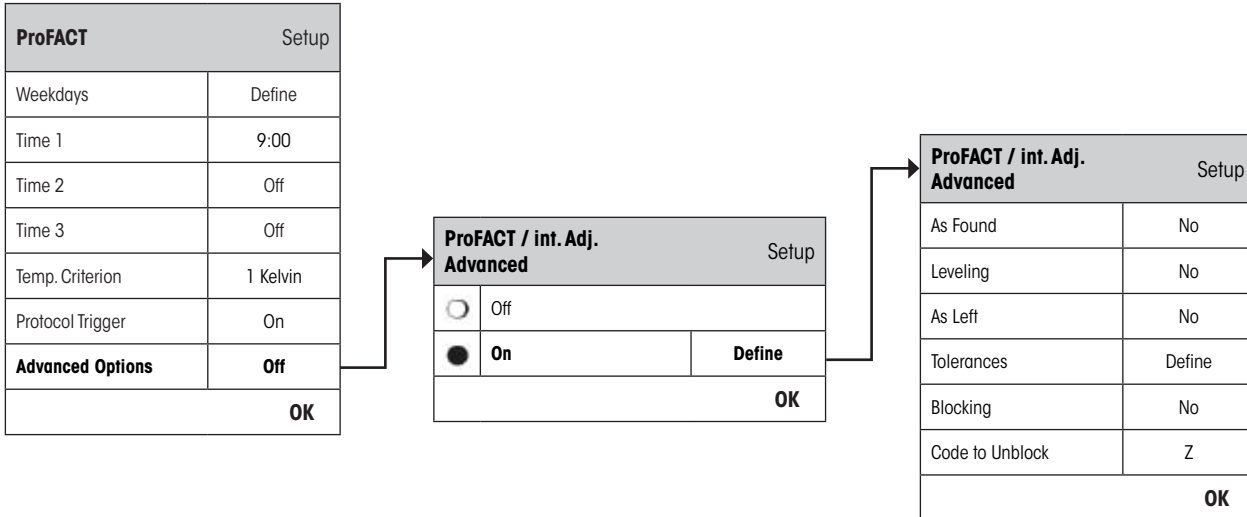 ProFACT Setup
Weekdays Define
Time 1 9:00
Time 2 Off
Time 3 Off
Temp. Criterion 1 Kelvin
Protocol Trigger On
Advanced Options Off
OK
ProFACT / int. Adj.
Advanced Setup
Off
On Define
OK
ProFACT / int. Adj.
Advanced Setup
As Found No
Leveling No
As Left No
Tolerances Define
Blocking No
Code to Unblock Z
OK